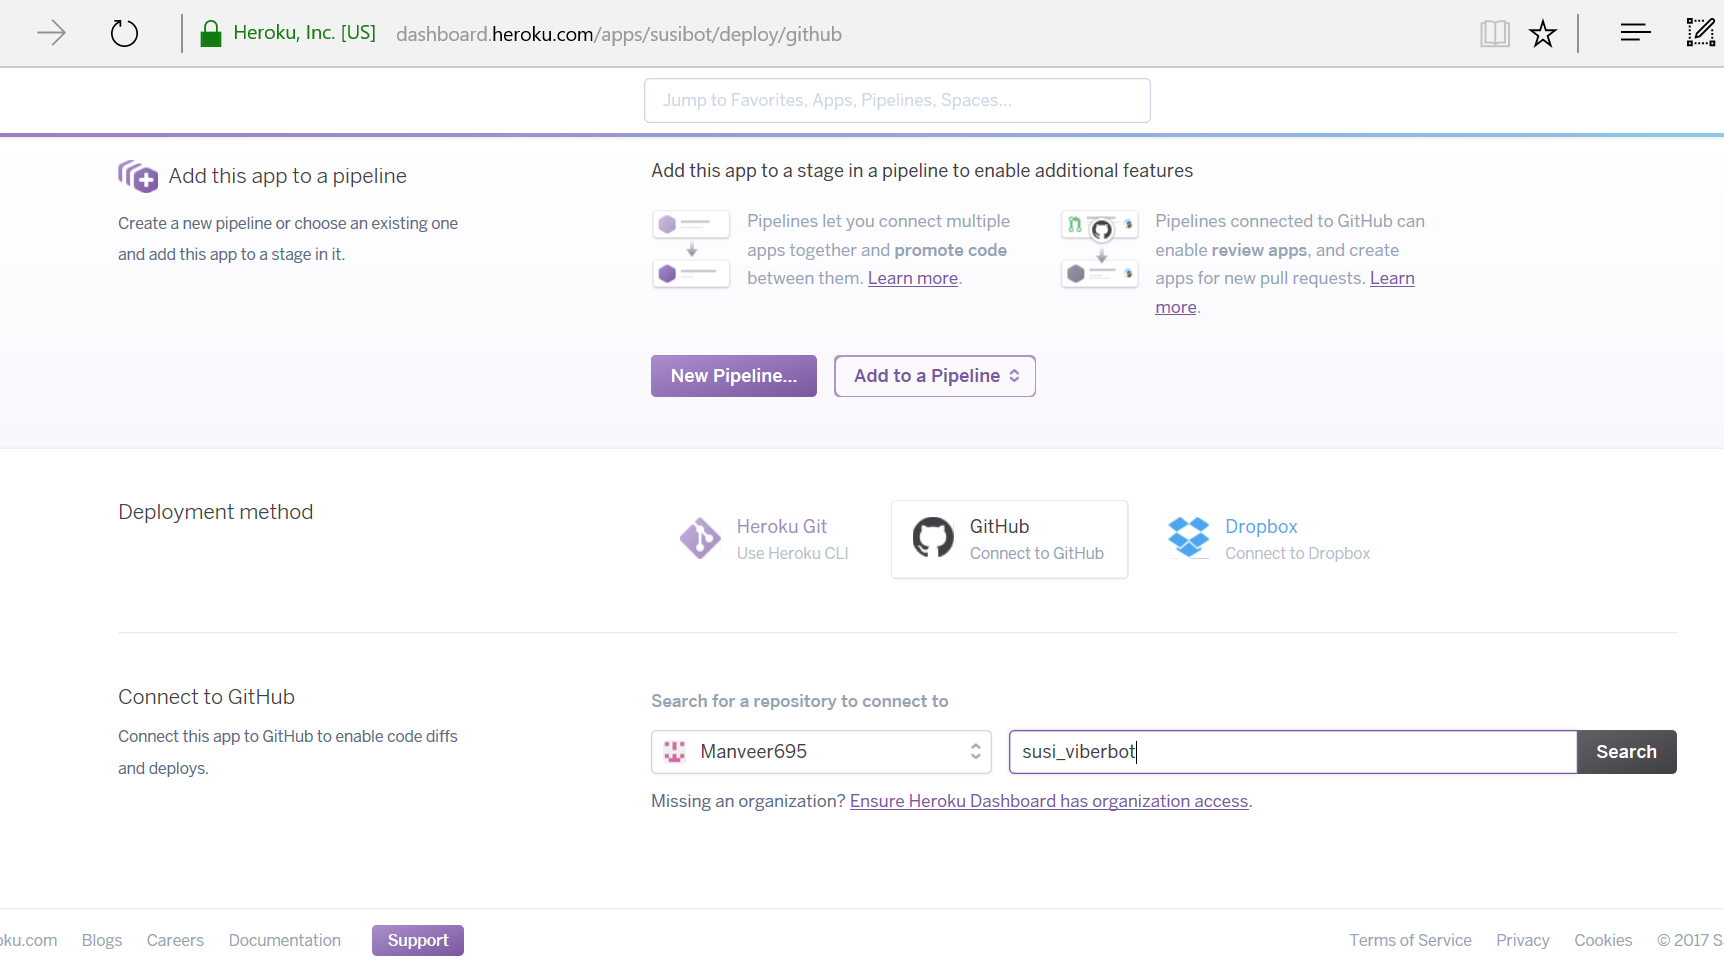 Heroku, Inc. [US] dashboard.heroku.com/apps/susibot/deploy/github
Jump to Favorites, Apps, Pipelines, Spaces...
Add this app to a pipeline
Create a new pipeline or choose an existing one
and add this app to a stage in it.
Add this app to a stage in a pipeline to enable additional features
Pipelines let you connect multiple
apps together and promote code
between them. Learn more.
Pipelines connected to GitHub can
enable review apps, and create
apps for new pull requests. Learn
more.
New Pipeline...
Add to a Pipeline
Deployment method
Heroku Git
Use Heroku CLI
GitHub
Connect to GitHub
Dropbox
Connect to Dropbox
Connect to GitHub
Connect this app to GitHub to enable code diffs
and deploys.
Search for a repository to connect to
Manveer695
susi_viberbot
Search
Missing an organization? Ensure Heroku Dashboard has organization access.
oku.com Blogs Careers Documentation Support Terms of Service Privacy Cookies © 2017 S